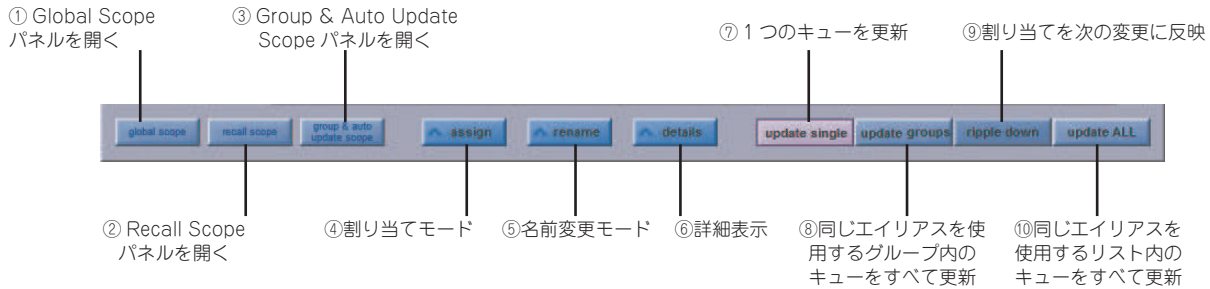 ① Global Scope
パネルを開く
③ Group & Auto Update
Scope パネルを開く
⑦ 1 つのキューを更新
⑨割り当てを次の変更に反映
global scope
recall scope
group & auto
update scope
assign
rename
details
update single
update groups
ripple down
update ALL
② Recall Scope
パネルを開く
④割り当てモード
⑤名前変更モード
⑥詳細表示
⑧同じエイリアスを使
用するグループ内の
キューをすべて更新
⑩同じエイリアスを
使用するリスト内の
キューをすべて更新